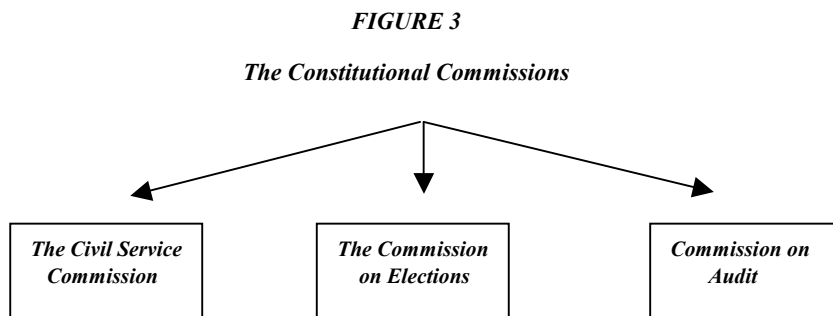 FIGURE 3
The Constitutional Commissions
The Civil Service
Commission
The Commission
on Elections
Commission on
Audit